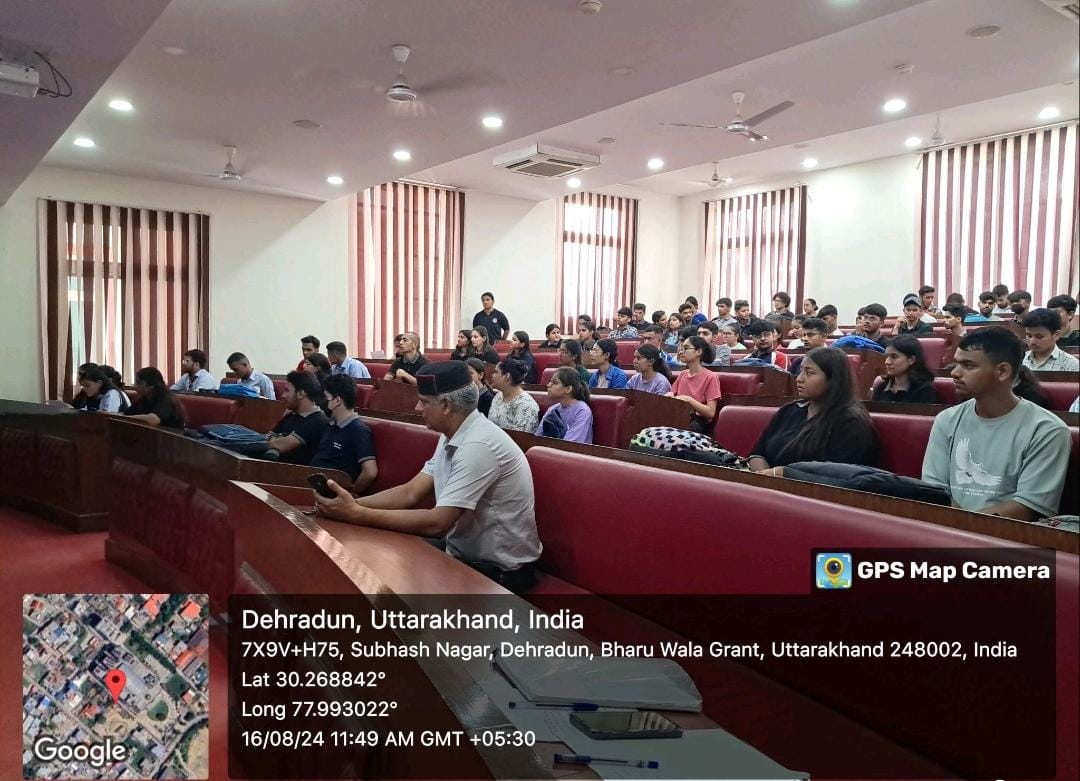 GPS Map Camera
Dehradun, Uttarakhand, India
7X9V+H75, Subhash Nagar, Dehradun, Bharu Wala Grant, Uttarakhand 248002, India
Lat 30.268842°
Long 77.993022°
16/08/24 11:49 AM GMT +05:30
Google